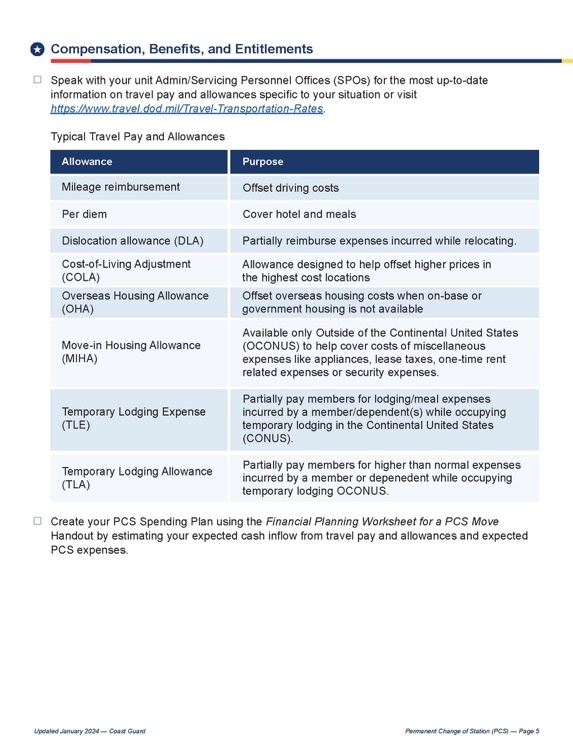 Compensation, Benefits, and Entitlements
Speak with your unit Admin/Servicing Personnel Offices (SPOs) for the most up-to-date
information on travel pay and allowances specific to your situation or visit
https://www.travel.dod.mil/Travel-Transportation-Rates.
Typical Travel Pay and Allowances
Allowance Purpose
Mileage reimbursement Offset driving costs
Per diem Cover hotel and meals
Dislocation allowance (DLA) Partially reimburse expenses incurred while relocating.
Cost-of-Living Adjustment
(COLA)
Allowance designed to help offset higher prices in
the highest cost locations
Overseas Housing Allowance
(OHA)
Offset overseas housing costs when on-base or
government housing is not available
Move-in Housing Allowance
(MIHA)
Available only Outside of the Continental United States
(OCONUS) to help cover costs of miscellaneous
expenses like appliances, lease taxes, one-time rent
related expenses or security expenses.
Temporary Lodging Expense
(TLE)
Partially pay members for lodging/meal expenses
incurred by a member/dependent(s) while occupying
temporary lodging in the Continental United States
(CONUS).
Temporary Lodging Allowance
(TLA)
Partially pay members for higher than normal expenses
incurred by a member or depenedent while occupying
temporary lodging OCONUS.
Create your PCS Spending Plan using the Financial Planning Worksheet for a PCS Move
Handout by estimating your expected cash inflow from travel pay and allowances and expected
PCS expenses.
Updated January 2024 — Coast Guard
Permanent Change of Station (PCS) — Page 5